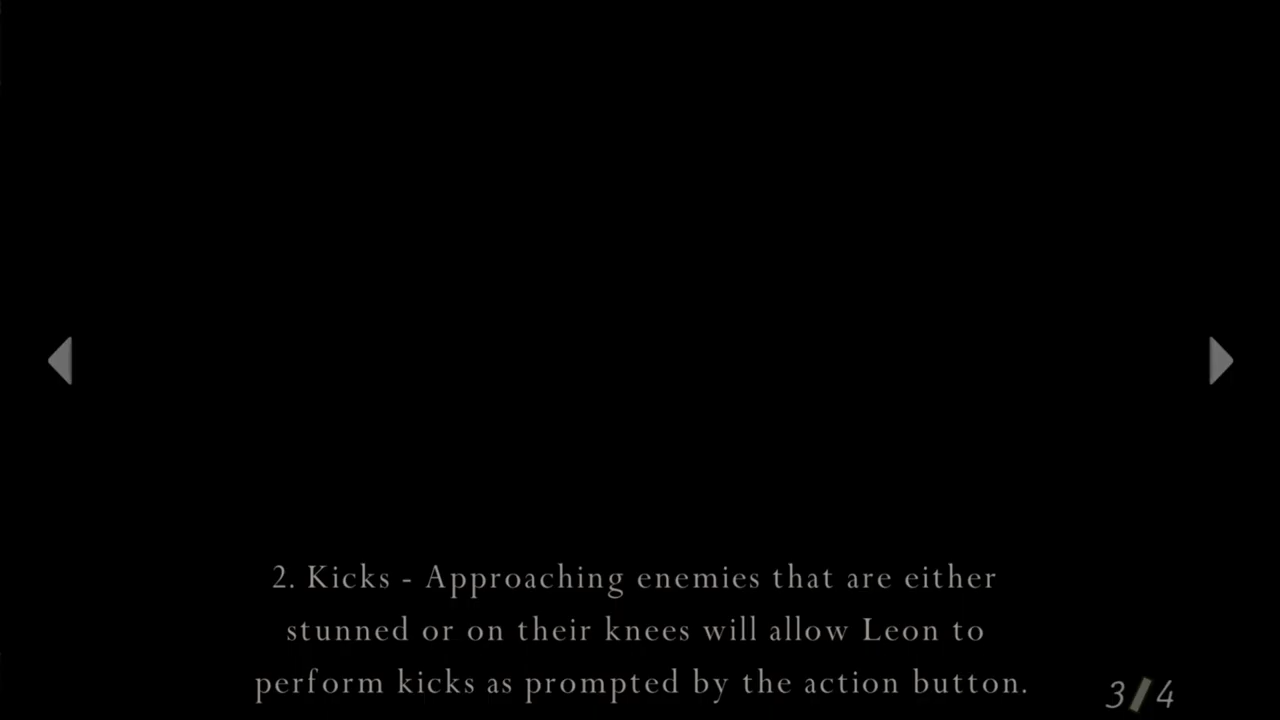 2. Kicks - Approaching enemies that are either
stunned or on their knees will allow Leon to
perform kicks as prompted by the action button.
3/4